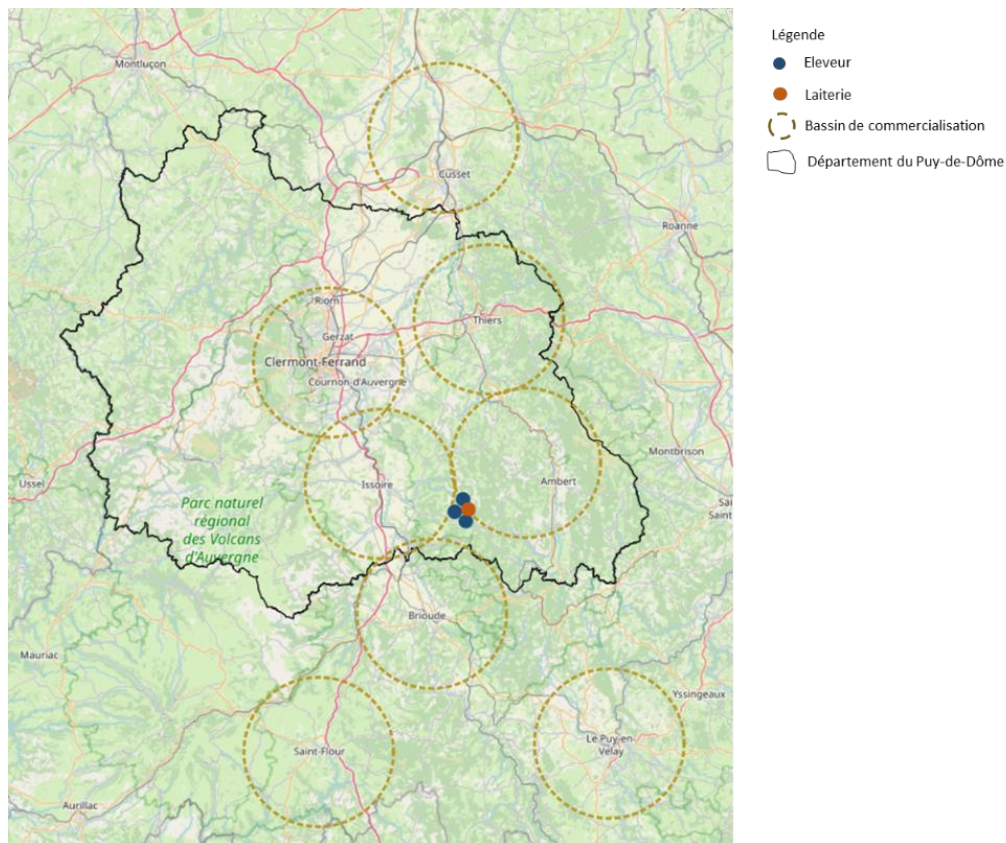 Montluçon
Cusset
Roanne
Riom
Thiers
Gerzat
Clermont-Ferrand
Cournon-d'Auvergne
Montbrison
Ussel
Issoire
Ambert
Parc naturel
régional
des Volcans
d'Auvergne
Sai
Saint
Brioude
Mauriac
Yssingeaux
Saint-Flour
Le Puy-en-
Velay
Aurillac
Légende
Eleveur
Laiterie
Bassin de commercialisation
Département du Puy-de-Dôme